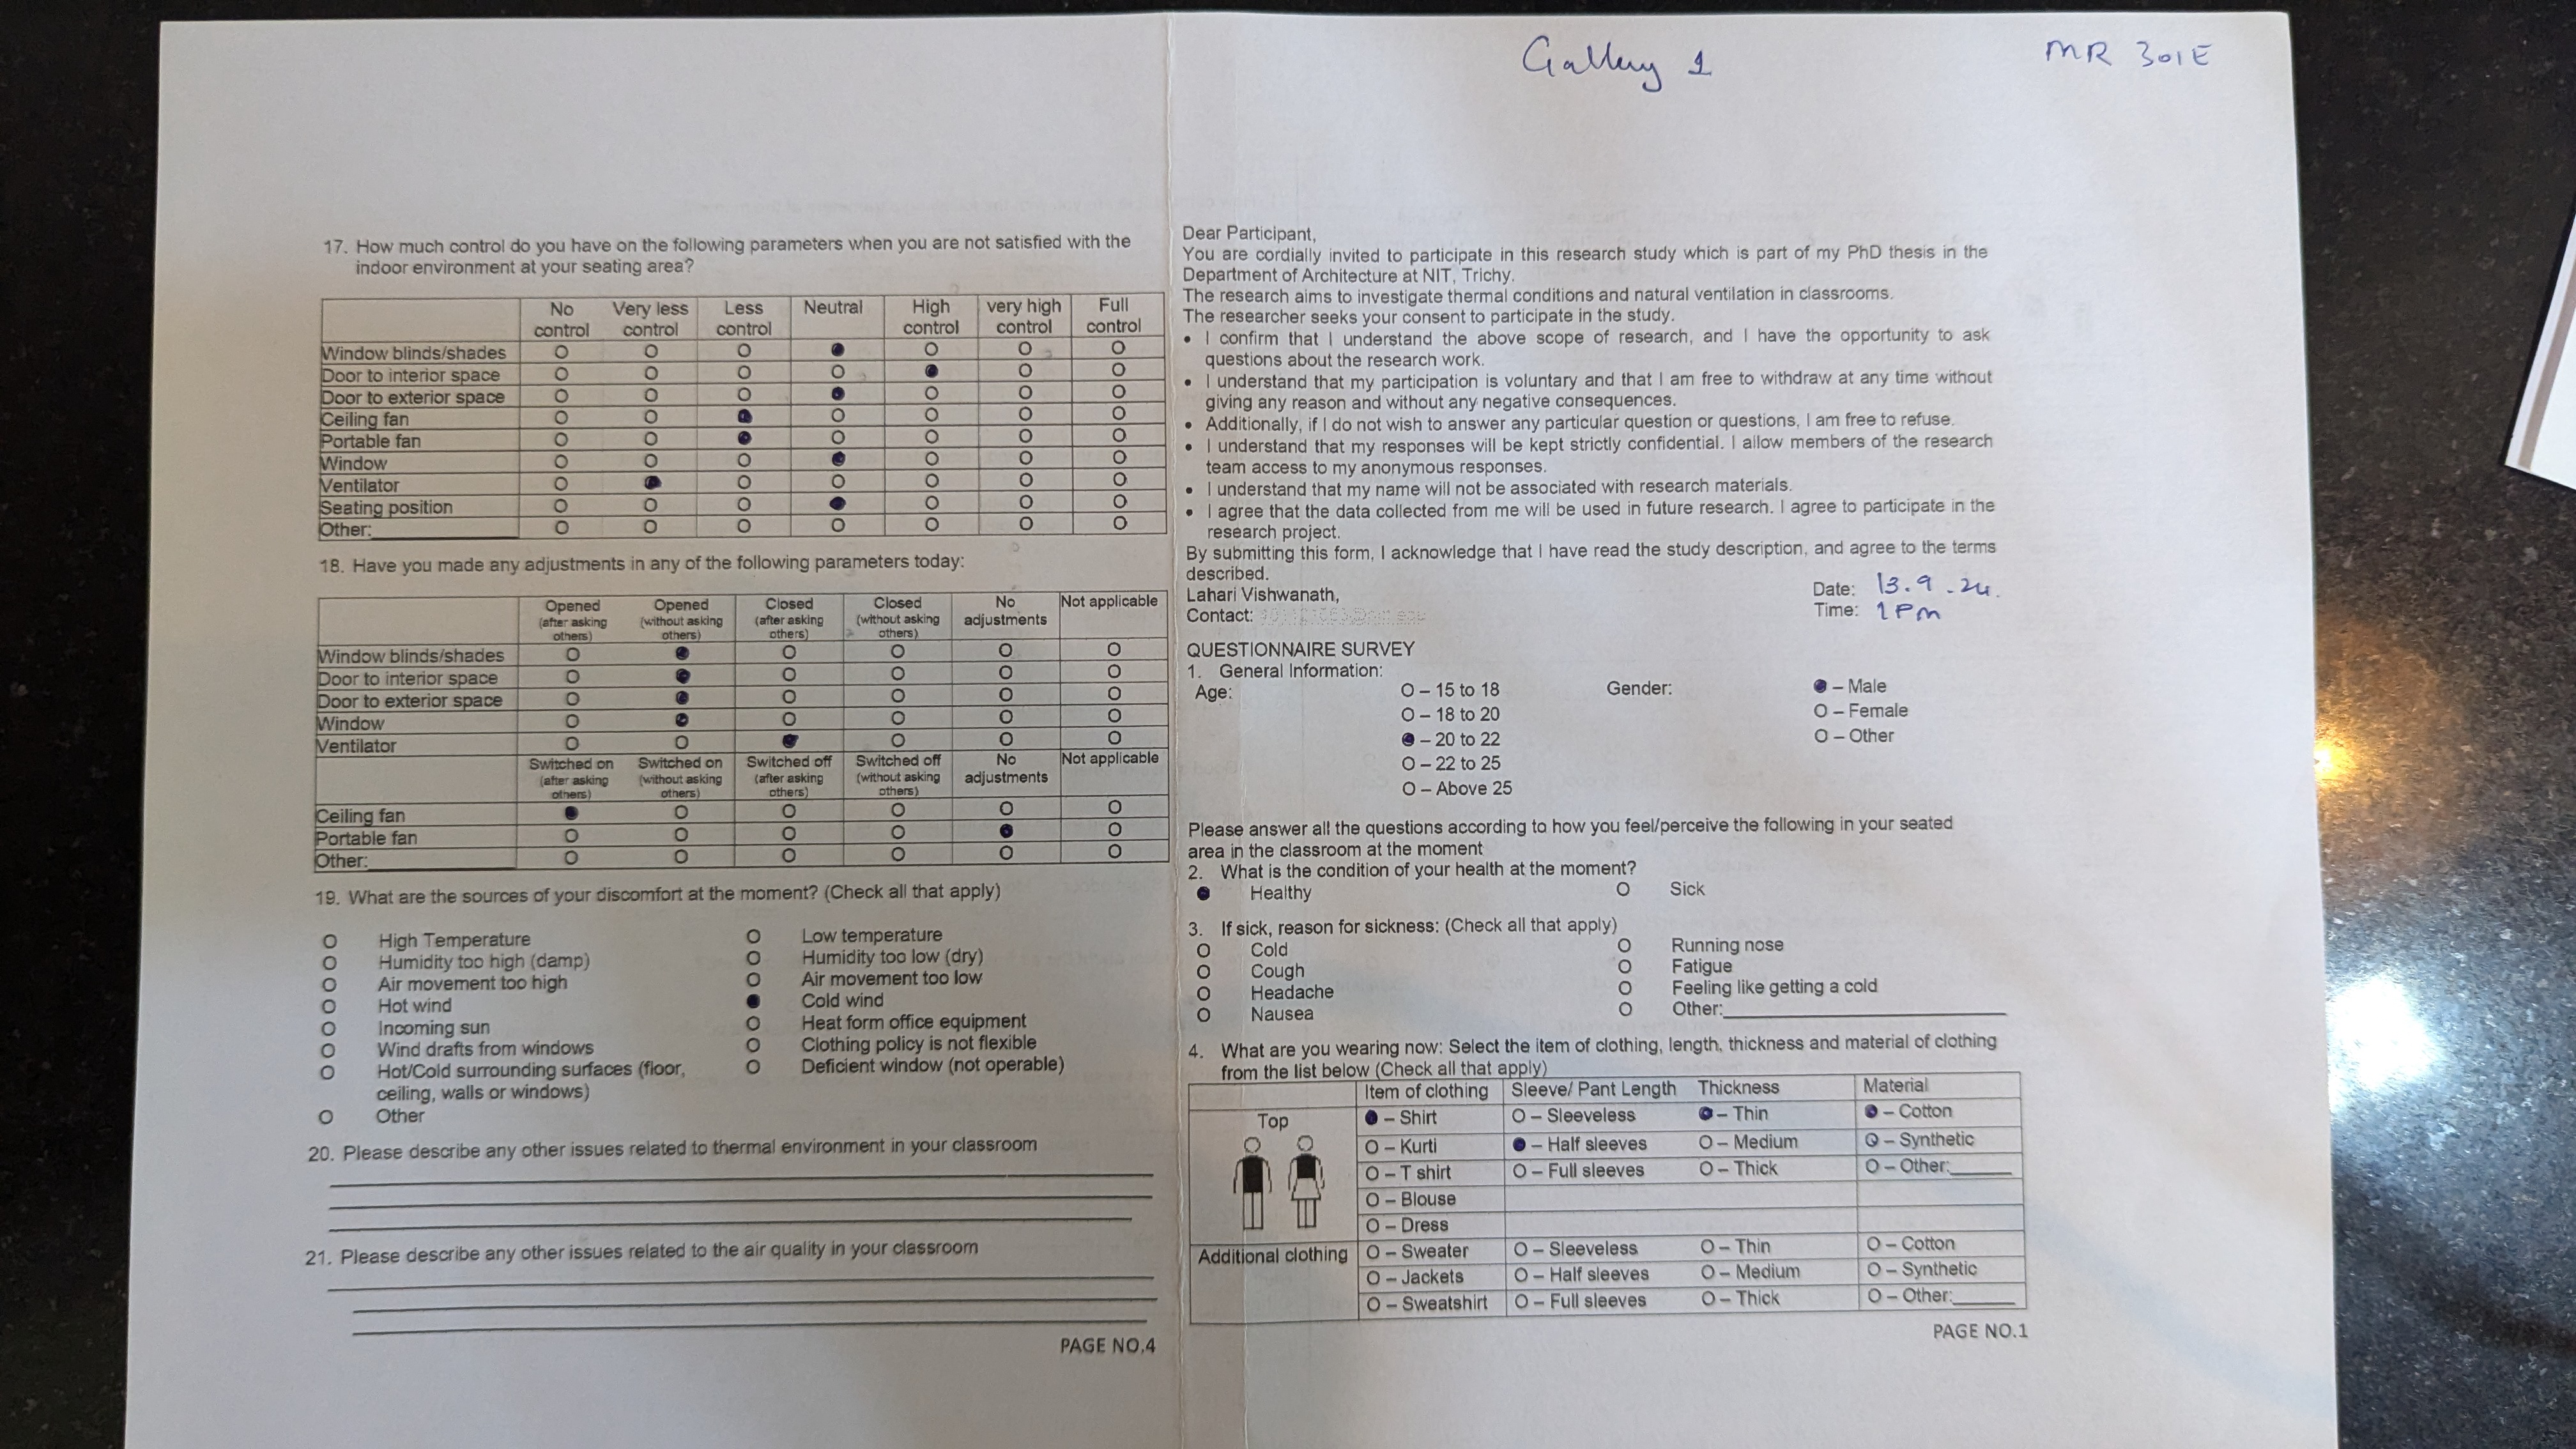 Gallery 1
MR 301E
17. How much control do you have on the following parameters when you are not satisfied with the
indoor environment at your seating area?
No control Very less control Less control Neutral High control very high control Full control
Window blinds/shades O O O ● O O O
Door to interior space O O O O ● O O
Door to exterior space O O O ● O O O
Ceiling fan O O ● O O O O
Portable fan O O ● O O O O
Window O O O ● O O O
Ventilator O ● O O O O O
Seating position O O O ● O O O
Other:____________ O O O O O O O
18. Have you made any adjustments in any of the following parameters today:
Opened (after asking others) Opened (without asking others) Closed (after asking others) Closed (without asking others) No adjustments Not applicable
Window blinds/shades O ● O O O O
Door to interior space O ● O O O O
Door to exterior space O ● O O O O
Window O ● O O O O
Ventilator O O ● O O O
Switched on (after asking others) Switched on (without asking others) Switched off (after asking others) Switched off (without asking others) No adjustments Not applicable
Ceiling fan ● O O O O O
Portable fan O O O O ● O
Other:____________ O O O O O O
19. What are the sources of your discomfort at the moment? (Check all that apply)
O High Temperature O Low temperature
O Humidity too high (damp) O Humidity too low (dry)
O Air movement too high O Air movement too low
O Hot wind ● Cold wind
O Incoming sun O Heat form office equipment
O Wind drafts from windows O Clothing policy is not flexible
O Hot/Cold surrounding surfaces (floor, O Deficient window (not operable)
ceiling, walls or windows)
O Other
20. Please describe any other issues related to thermal environment in your classroom
21. Please describe any other issues related to the air quality in your classroom
PAGE NO.4
Dear Participant,
You are cordially invited to participate in this research study which is part of my PhD thesis in the
Department of Architecture at NIT, Trichy.
The research aims to investigate thermal conditions and natural ventilation in classrooms.
The researcher seeks your consent to participate in the study.
• I confirm that I understand the above scope of research, and I have the opportunity to ask
questions about the research work.
• I understand that my participation is voluntary and that I am free to withdraw at any time without
giving any reason and without any negative consequences.
• Additionally, if I do not wish to answer any particular question or questions, I am free to refuse.
• I understand that my responses will be kept strictly confidential. I allow members of the research
team access to my anonymous responses.
• I understand that my name will not be associated with research materials.
• I agree that the data collected from me will be used in future research. I agree to participate in the
research project.
By submitting this form, I acknowledge that I have read the study description, and agree to the terms
described.
Lahari Vishwanath,
Contact:
Date: 13.9.24.
Time: 1 Pm
QUESTIONNAIRE SURVEY
1. General Information:
Age: O – 15 to 18 Gender: ● – Male
O – 18 to 20 O – Female
● – 20 to 22 O – Other
O – 22 to 25
O – Above 25
Please answer all the questions according to how you feel/perceive the following in your seated
area in the classroom at the moment
2. What is the condition of your health at the moment?
● Healthy O Sick
3. If sick, reason for sickness: (Check all that apply)
O Cold O Running nose
O Cough O Fatigue
O Headache O Feeling like getting a cold
O Nausea O Other:____________
4. What are you wearing now: Select the item of clothing, length, thickness and material of clothing
from the list below (Check all that apply)
Item of clothing Sleeve/ Pant Length Thickness Material
Top ● – Shirt O – Sleeveless ● – Thin ● – Cotton
O – Kurti ● – Half sleeves O – Medium O – Synthetic
O – T shirt O – Full sleeves O – Thick O – Other:______
O – Blouse
O – Dress
Additional clothing O – Sweater O – Sleeveless O – Thin O – Cotton
O – Jackets O – Half sleeves O – Medium O – Synthetic
O – Sweatshirt O – Full sleeves O – Thick O – Other:______
PAGE NO.1